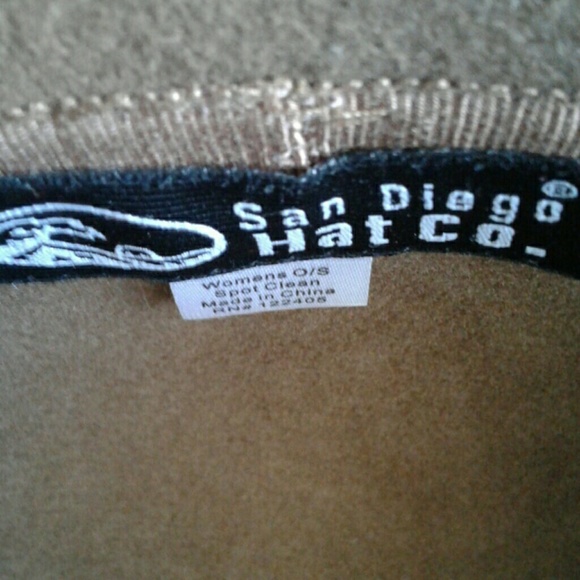 San Diego®
Hat Co.
Womens O/S
Spot Clean
Made in China
RN# 122405